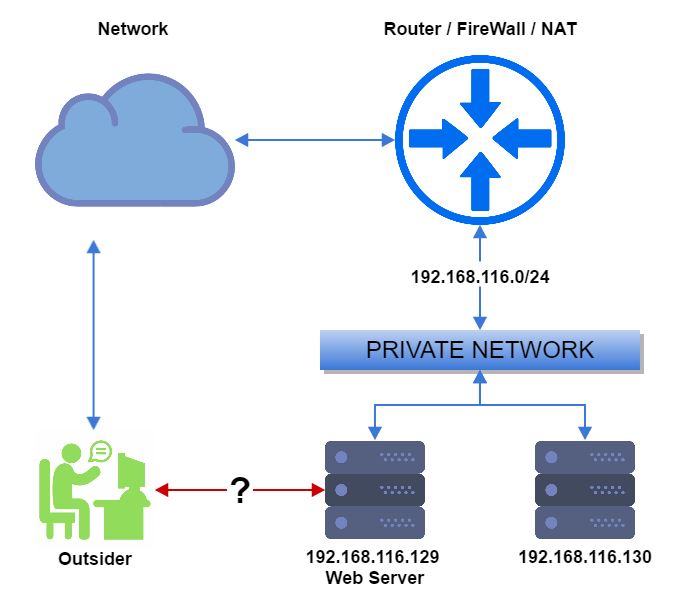 Network
Router / FireWall / NAT
192.168.116.0/24
PRIVATE NETWORK
?
Outsider
192.168.116.129
Web Server
192.168.116.130